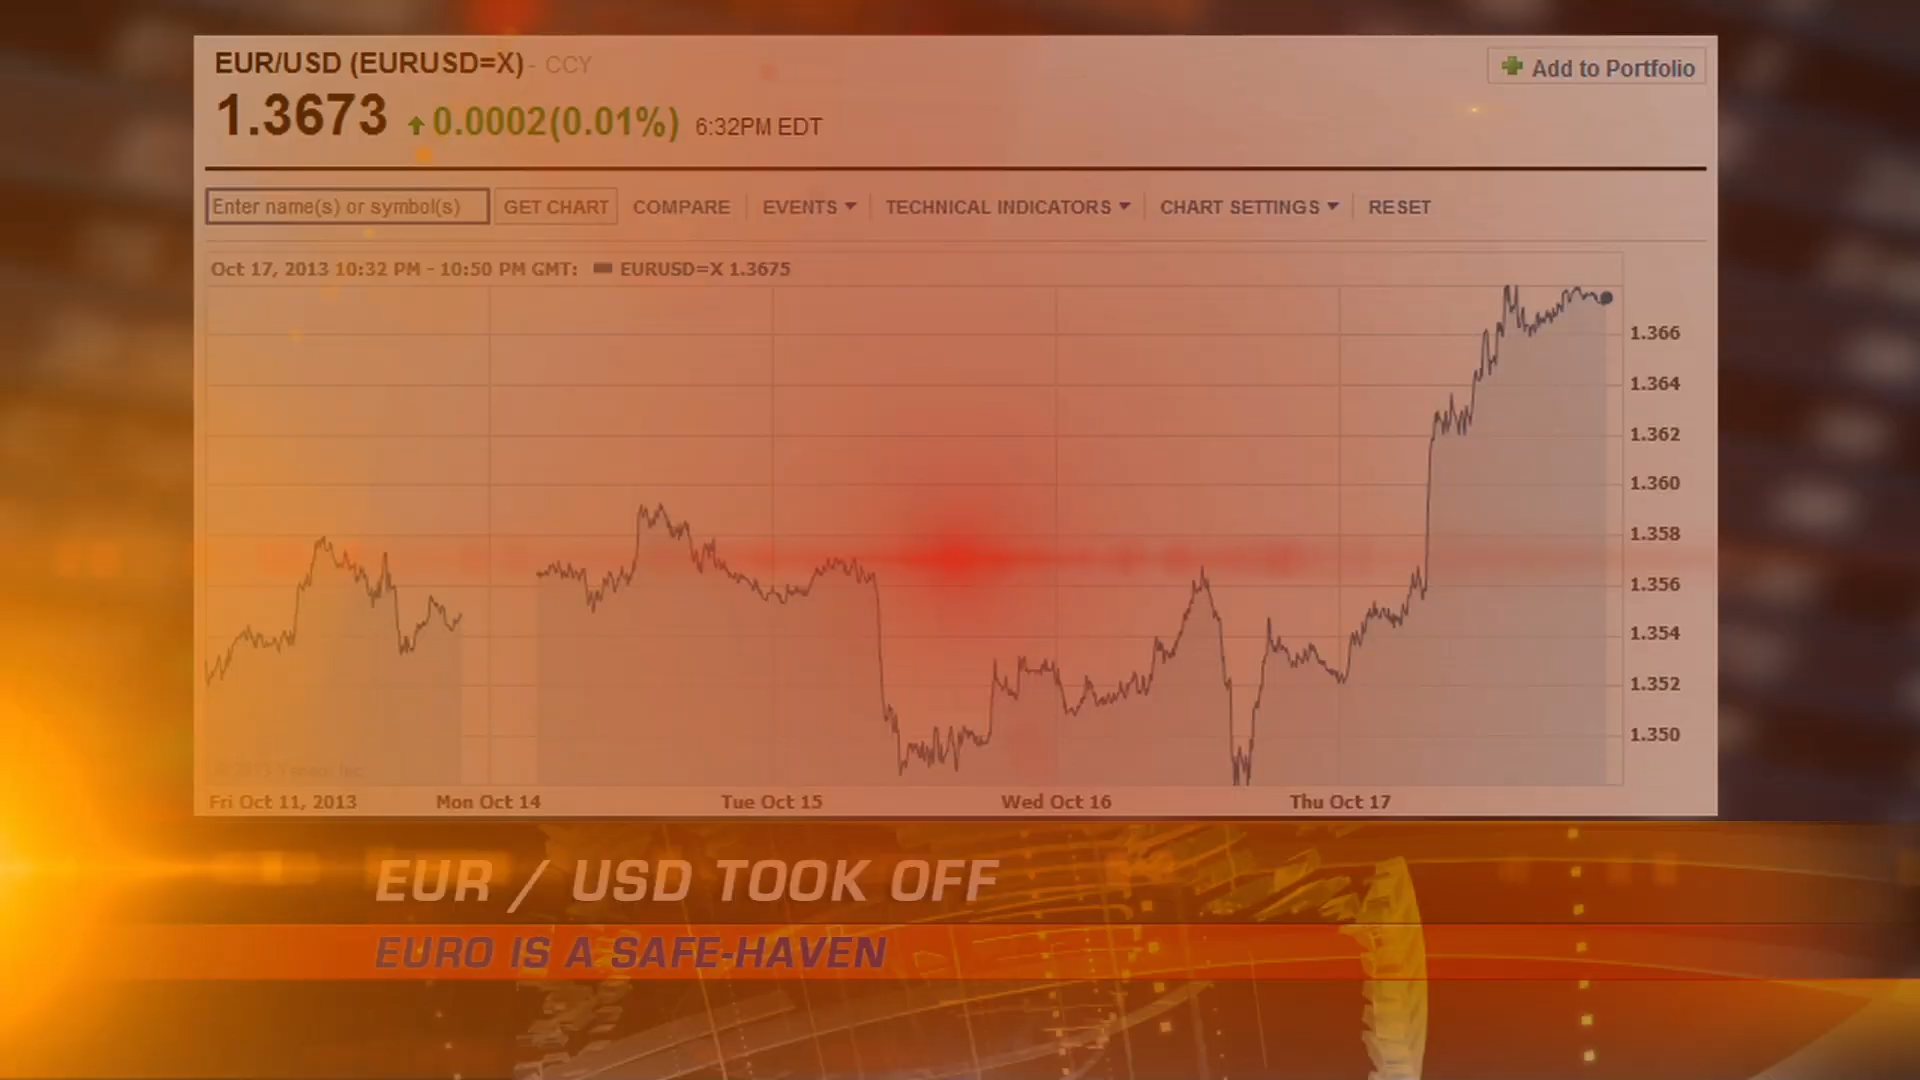 EUR/USD (EURUSD=X) - CCY
Add to Portfolio
1.3673 0.0002(0.01%) 6:32PM EDT
Enter name(s) or symbol(s) GET CHART COMPARE EVENTS TECHNICAL INDICATORS CHART SETTINGS RESET
Oct 17, 2013 10:32 PM - 10:50 PM GMT: EURUSD=X 1.3675
1.366
1.364
1.362
1.360
1.358
1.356
1.354
1.352
1.350
Fri Oct 11, 2013 Mon Oct 14 Tue Oct 15 Wed Oct 16 Thu Oct 17
EUR / USD TOOK OFF
EURO IS A SAFE-HAVEN